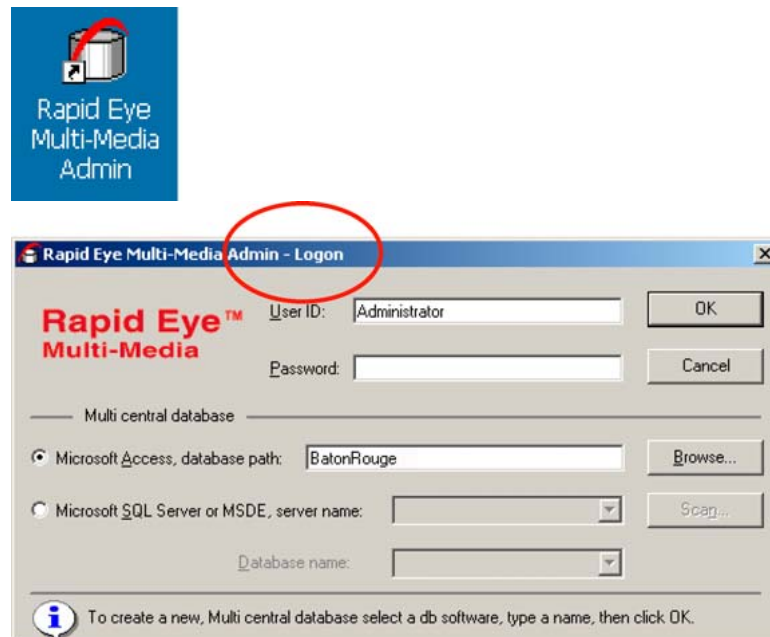 Rapid Eye
Multi-Media
Admin
Rapid Eye Multi-Media Admin - Logon
Rapid Eye™
Multi-Media
User ID: Administrator OK
Password: Cancel
Multi central database
Microsoft Access, database path: BatonRouge Browse...
Microsoft SQL Server or MSDE, server name: Scan...
Database name:
To create a new, Multi central database select a db software, type a name, then click OK.